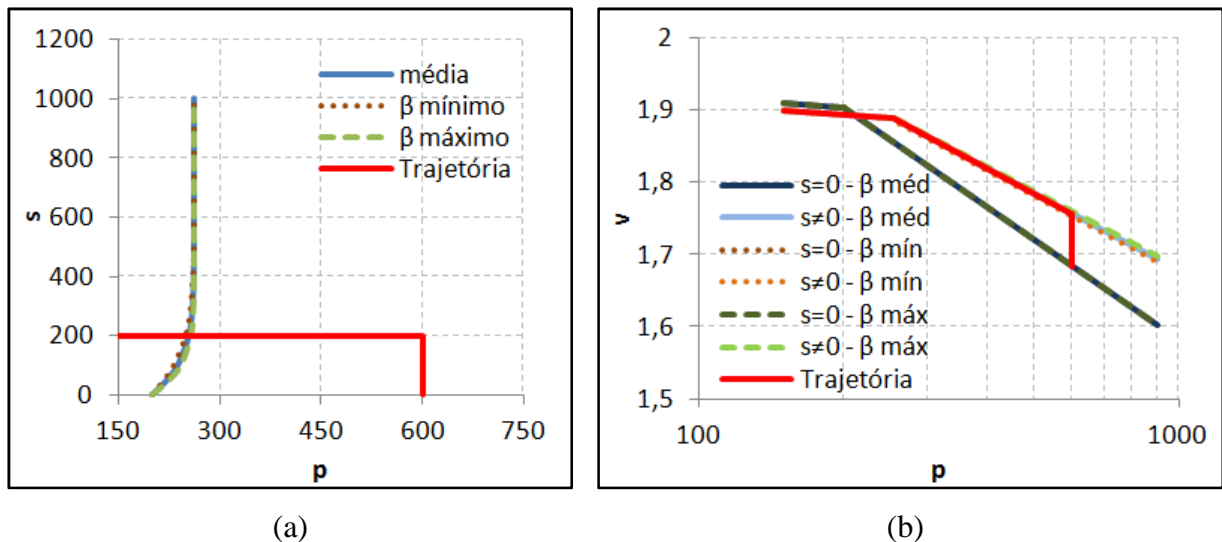 1200
1000
800
600
400
200
0
s
média
β mínimo
β máximo
Trajetória
150 300 450 600 750
p
(a)
2
1,9
1,8
1,7
1,6
1,5
v
s=0 - β méd
s≠0 - β méd
s=0 - β mín
s≠0 - β mín
s=0 - β máx
s≠0 - β máx
Trajetória
100 1000
p
(b)